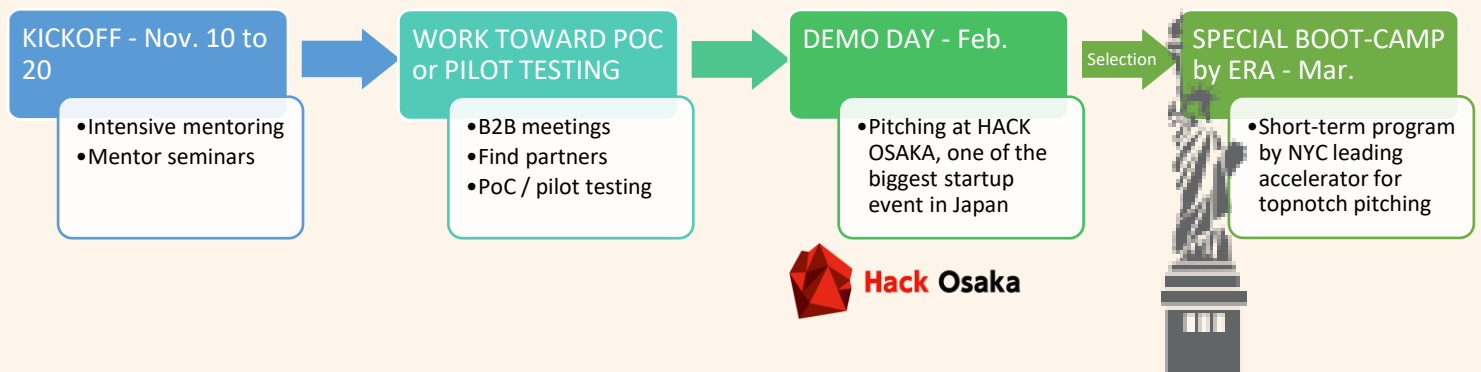 KICKOFF - Nov. 10 to
20
•Intensive mentoring
•Mentor seminars
WORK TOWARD POC
or PILOT TESTING
•B2B meetings
•Find partners
•PoC / pilot testing
DEMO DAY - Feb.
•Pitching at HACK
OSAKA, one of the
biggest startup
event in Japan
Hack Osaka
Selection
SPECIAL BOOT-CAMP
by ERA - Mar.
•Short-term program
by NYC leading
accelerator for
topnotch pitching